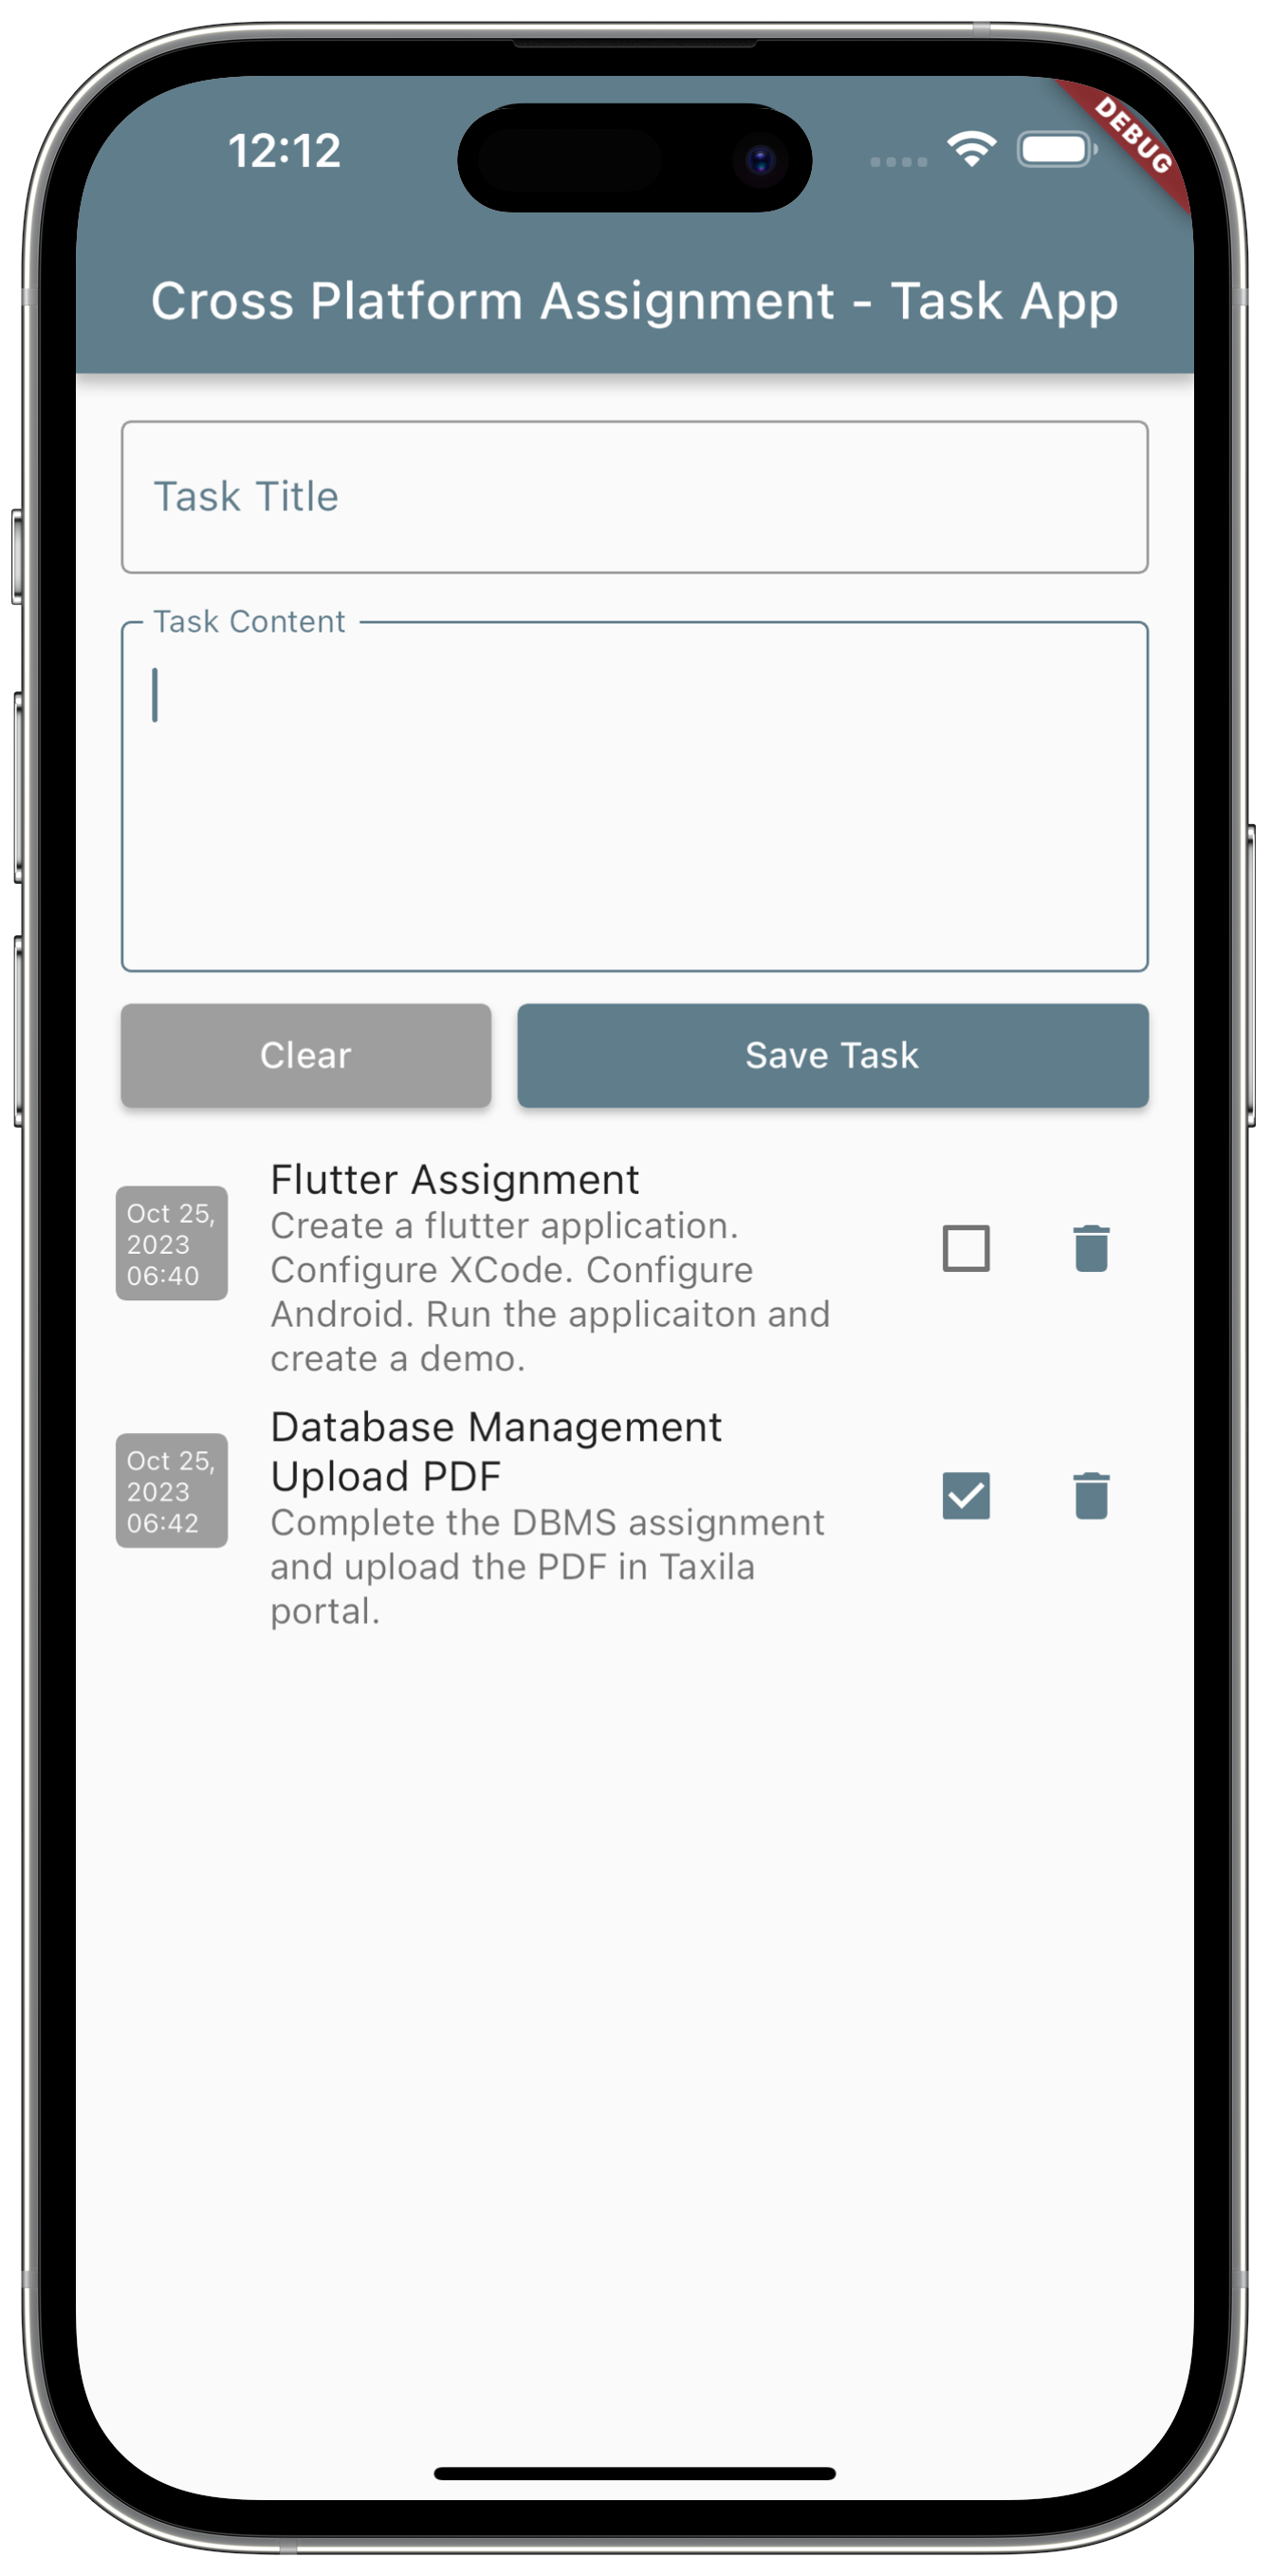 12:12
DEBUG
Cross Platform Assignment - Task App
Task Title
Task Content
Clear
Save Task
Oct 25,
2023
06:40
Flutter Assignment
Create a flutter application.
Configure XCode. Configure
Android. Run the applicaiton and
create a demo.
Oct 25,
2023
06:42
Database Management
Upload PDF
Complete the DBMS assignment
and upload the PDF in Taxila
portal.